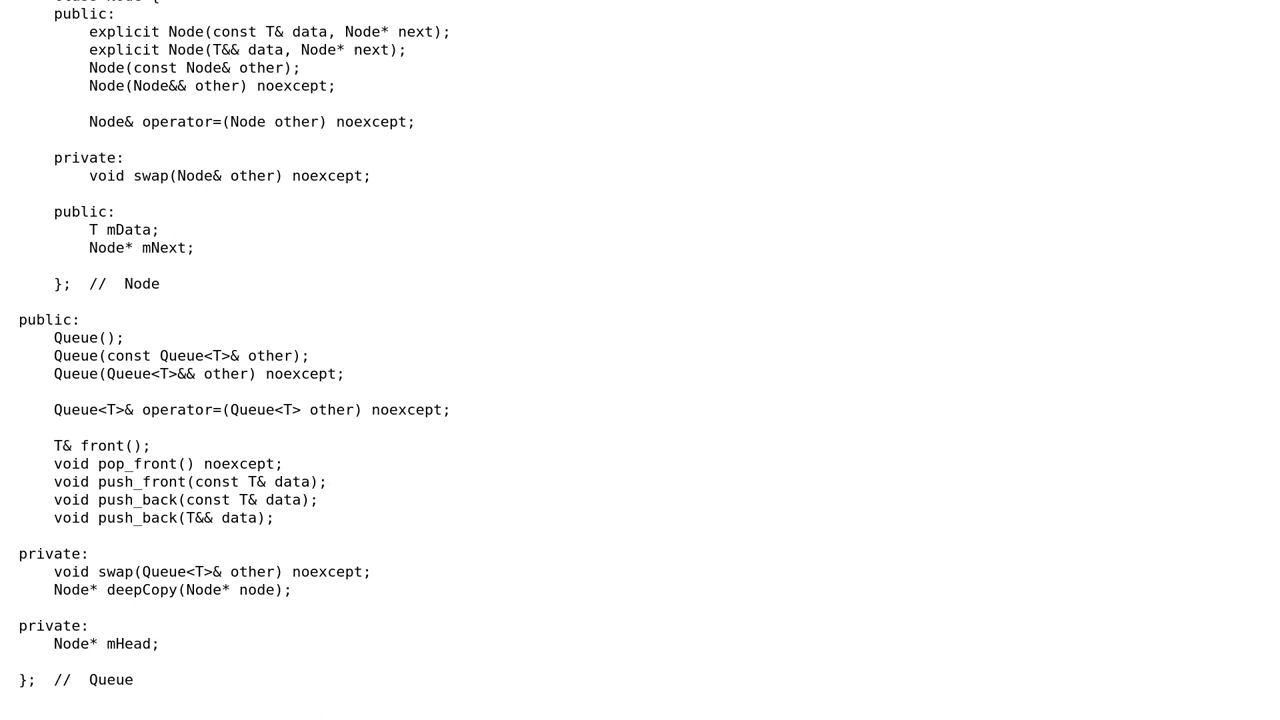 public:
explicit Node(const T& data, Node* next);
explicit Node(T&& data, Node* next);
Node(const Node& other);
Node(Node&& other) noexcept;
Node& operator=(Node other) noexcept;
private:
void swap(Node& other) noexcept;
public:
T mData;
Node* mNext;
};  //  Node
public:
Queue();
Queue(const Queue<T>& other);
Queue(Queue<T>&& other) noexcept;
Queue<T>& operator=(Queue<T> other) noexcept;
T& front();
void pop_front() noexcept;
void push_front(const T& data);
void push_back(const T& data);
void push_back(T&& data);
private:
void swap(Queue<T>& other) noexcept;
Node* deepCopy(Node* node);
private:
Node* mHead;
};  //  Queue